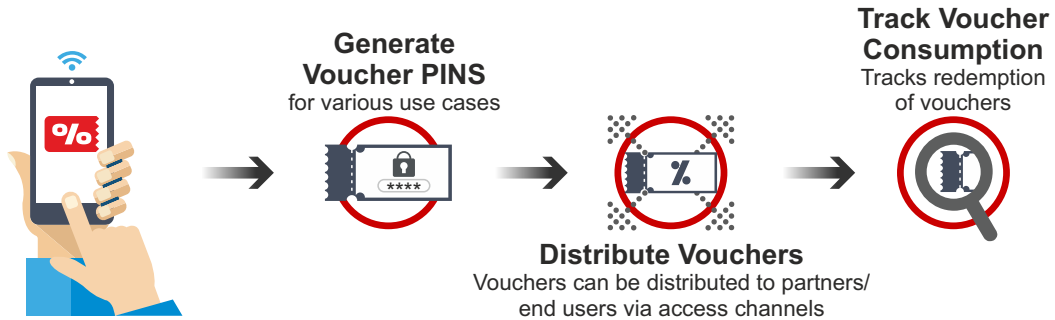 %
Generate
Voucher PINS
for various use cases
****
%
Distribute Vouchers
Vouchers can be distributed to partners/
end users via access channels
Track Voucher
Consumption
Tracks redemption
of vouchers